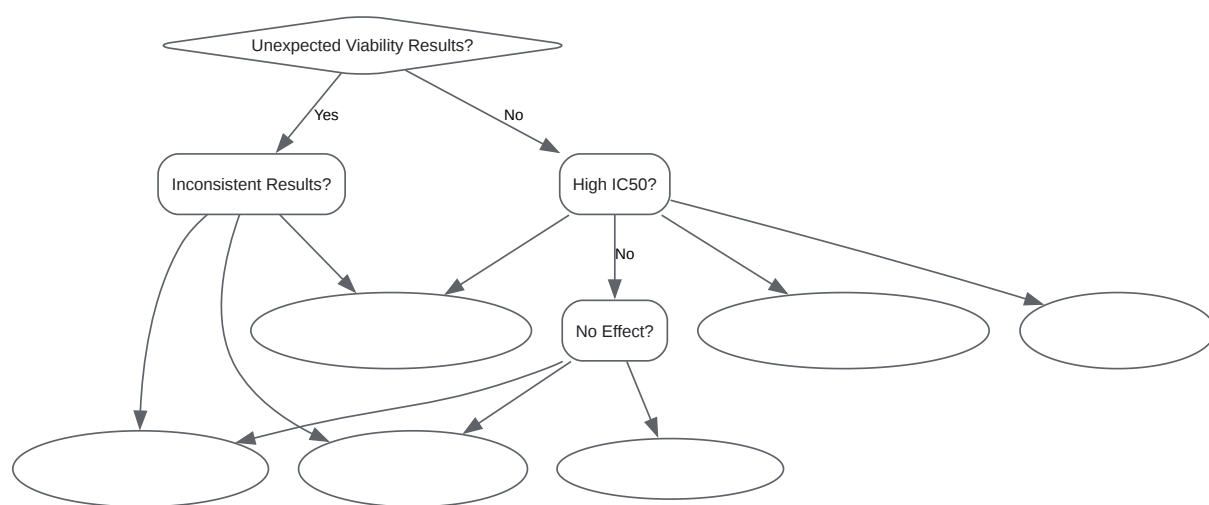 Unexpected Viability Results?
Yes
No
Inconsistent Results?
High IC50?
No
No Effect?